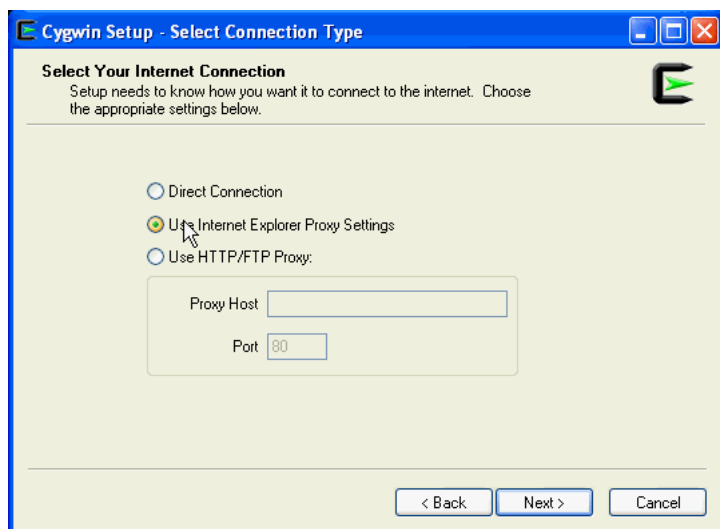 Cygwin Setup - Select Connection Type
Select Your Internet Connection
Setup needs to know how you want it to connect to the internet. Choose
the appropriate settings below.
Direct Connection
Use Internet Explorer Proxy Settings
Use HTTP/FTP Proxy:
Proxy Host
Port 80
< Back Next > Cancel